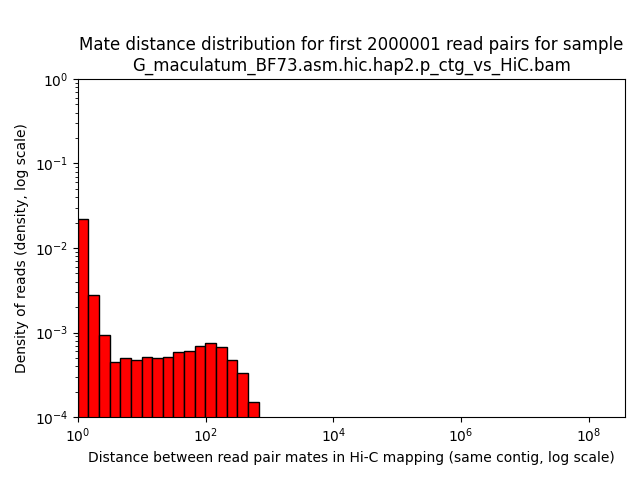 Mate distance distribution for first 2000001 read pairs for sample
G_maculatum_BF73.asm.hic.hap2.p_ctg_vs_HiC.bam
Density of reads (density, log scale)
10⁰
10⁻¹
10⁻²
10⁻³
10⁻⁴
10⁰ 10² 10⁴ 10⁶ 10⁸
Distance between read pair mates in Hi-C mapping (same contig, log scale)